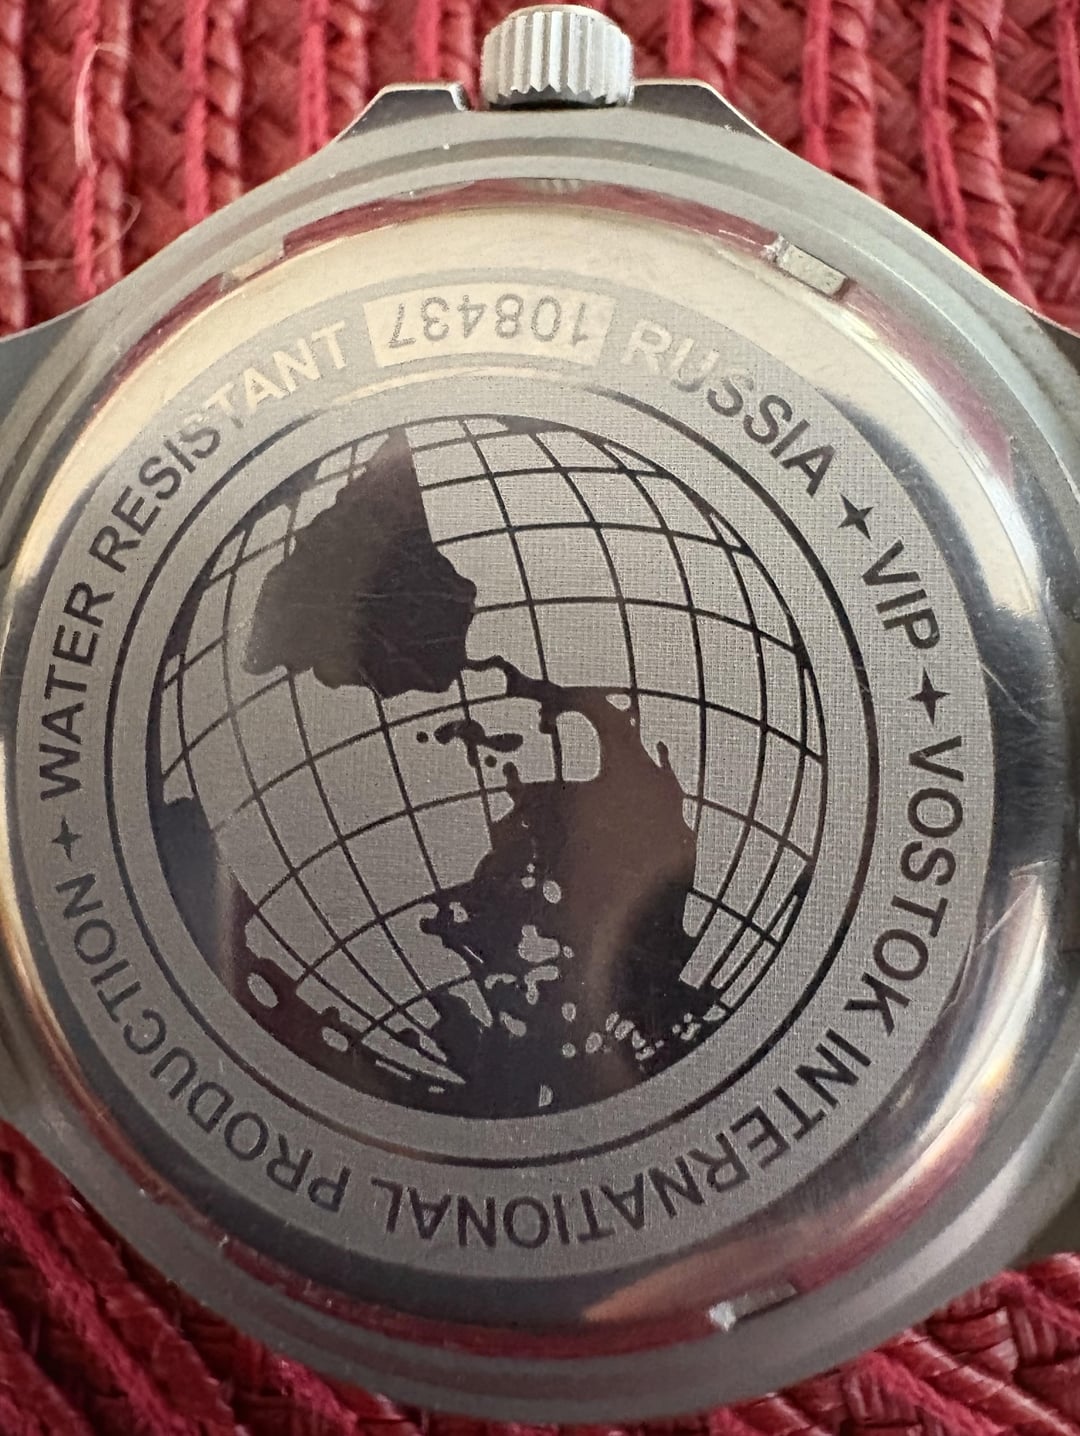 WATER RESISTANT
108437
RUSSIA ✦ VIP ✦ VOSTOK INTERNATIONAL PRODUCTION ✦